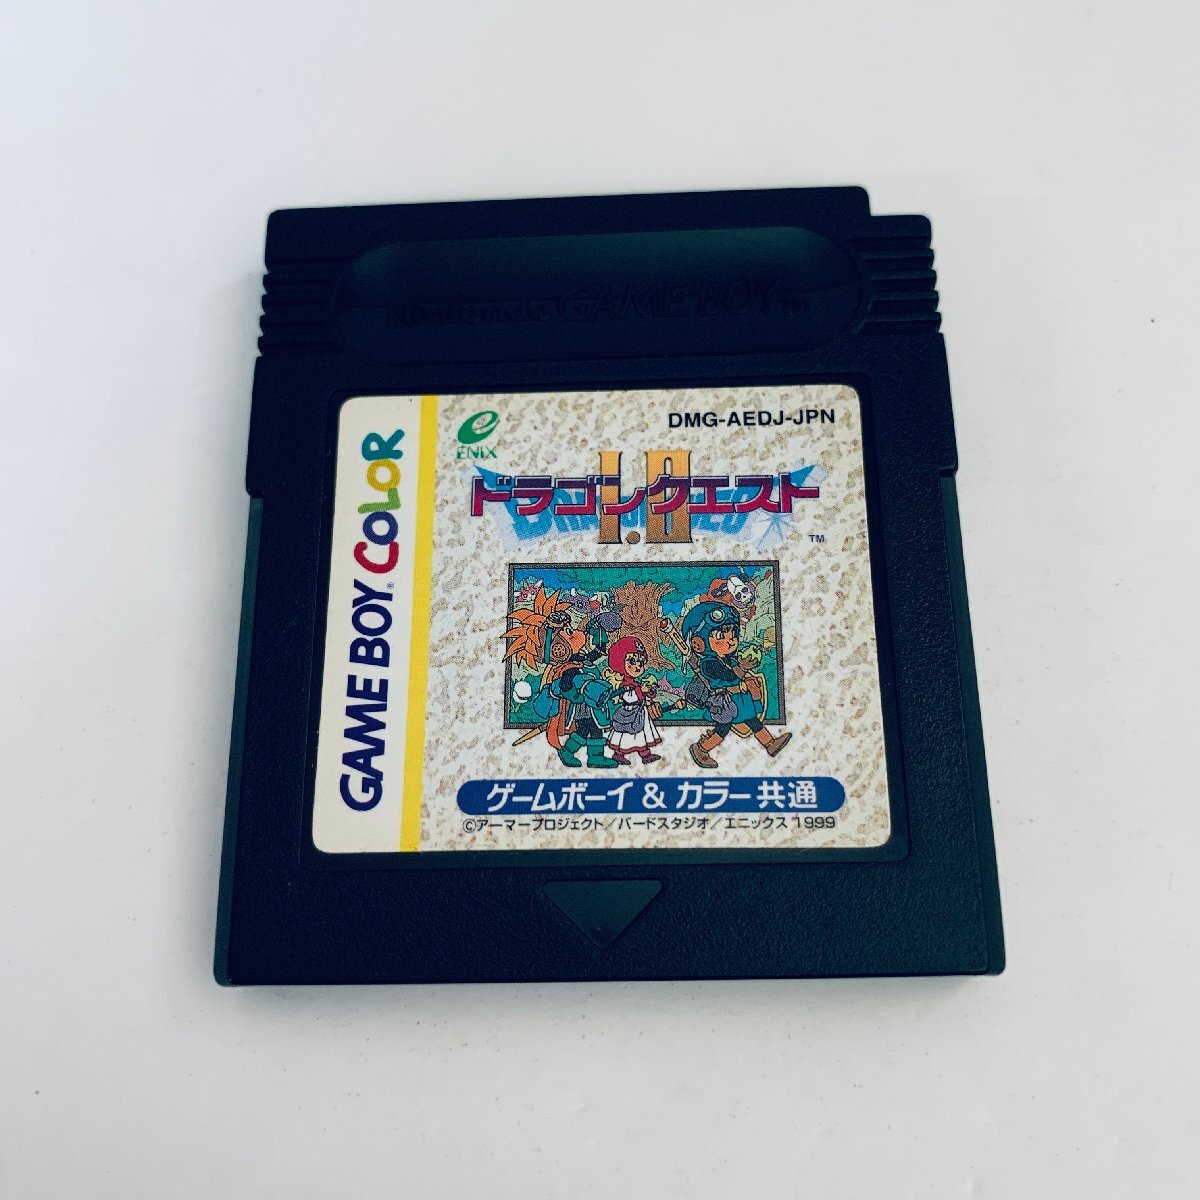 Nintendo GAME BOY™
GAME BOY® COLOR
ENIX
DMG-AEDJ-JPN
ドラゴンクエスト
I・II
™
ゲームボーイ & カラー共通
©アーマープロジェクト/バードスタジオ/エニックス 1999